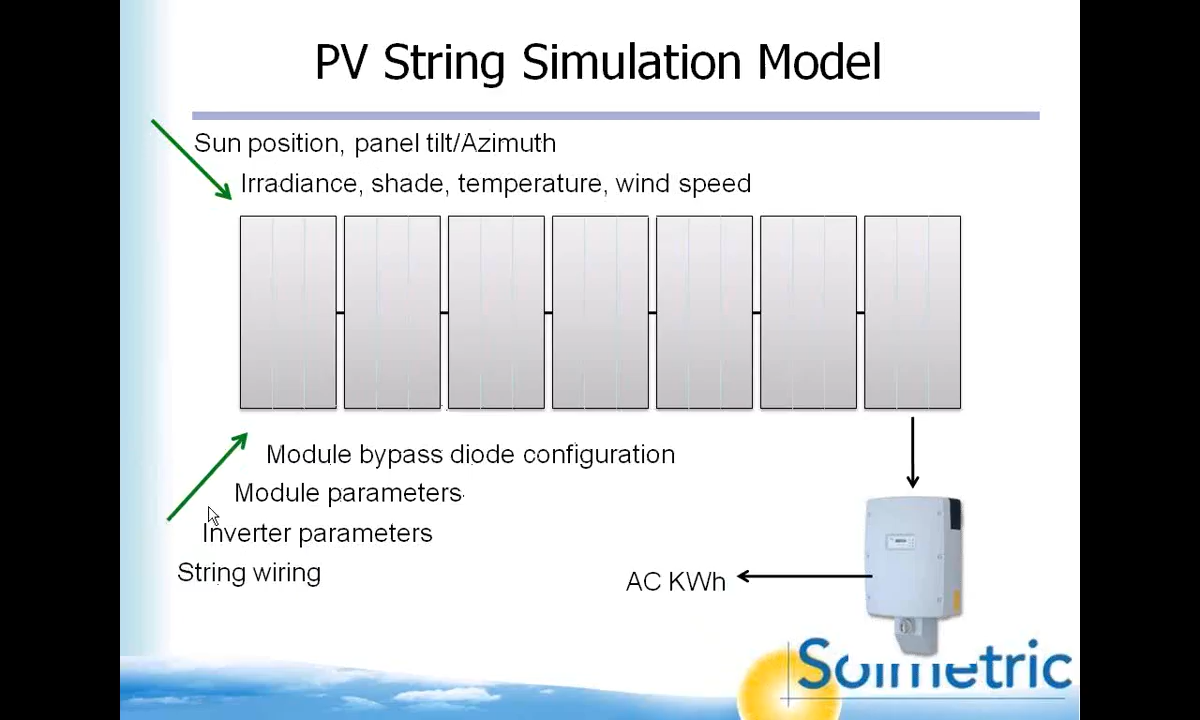 PV String Simulation Model
Sun position, panel tilt/Azimuth
Irradiance, shade, temperature, wind speed
Module bypass diode configuration
Module parameters
Inverter parameters
String wiring
AC KWh
Solmetric